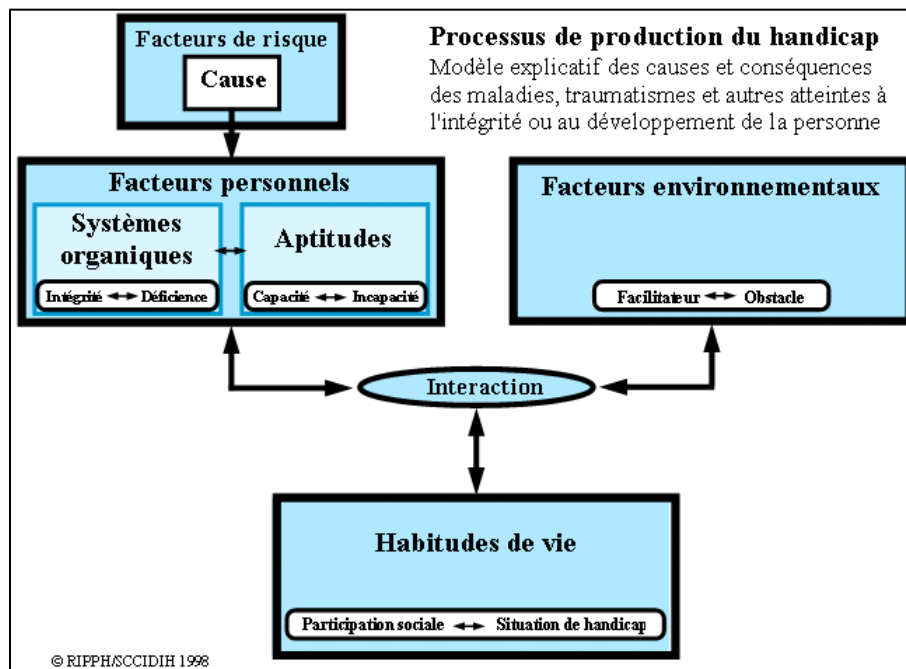 Facteurs de risque
Cause
Processus de production du handicap
Modèle explicatif des causes et conséquences
des maladies, traumatismes et autres atteintes à
l'intégrité ou au développement de la personne
Facteurs personnels
Systèmes
organiques
Intégrité
Déficience
Aptitudes
Capacité
Incapacité
Facteurs environnementaux
Facilitateur
Obstacle
Interaction
Habitudes de vie
Participation sociale
Situation de handicap
© RIPPH/SCCIDIH 1998